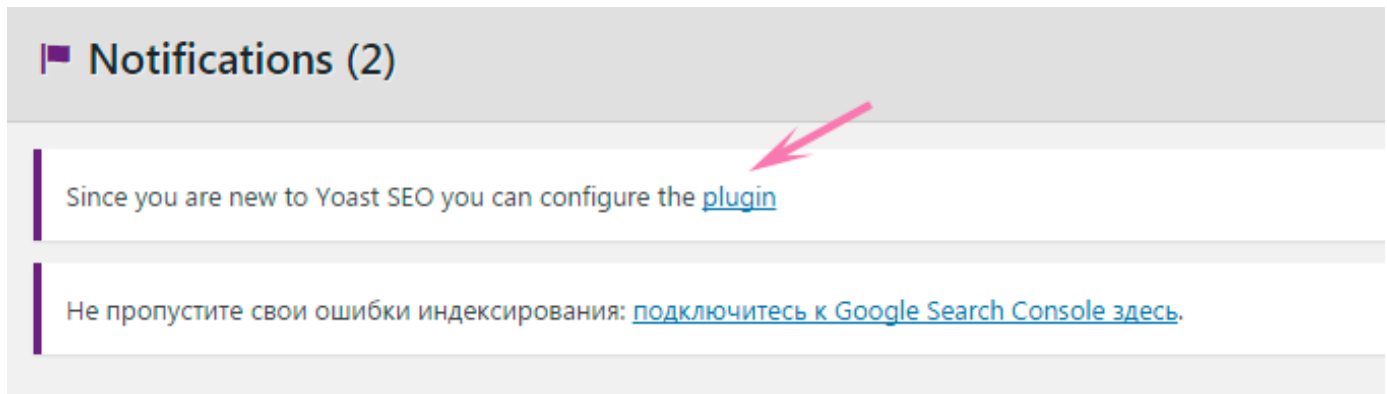 Notifications (2)
Since you are new to Yoast SEO you can configure the plugin
Не пропустите свои ошибки индексирования: подключитесь к Google Search Console здесь.